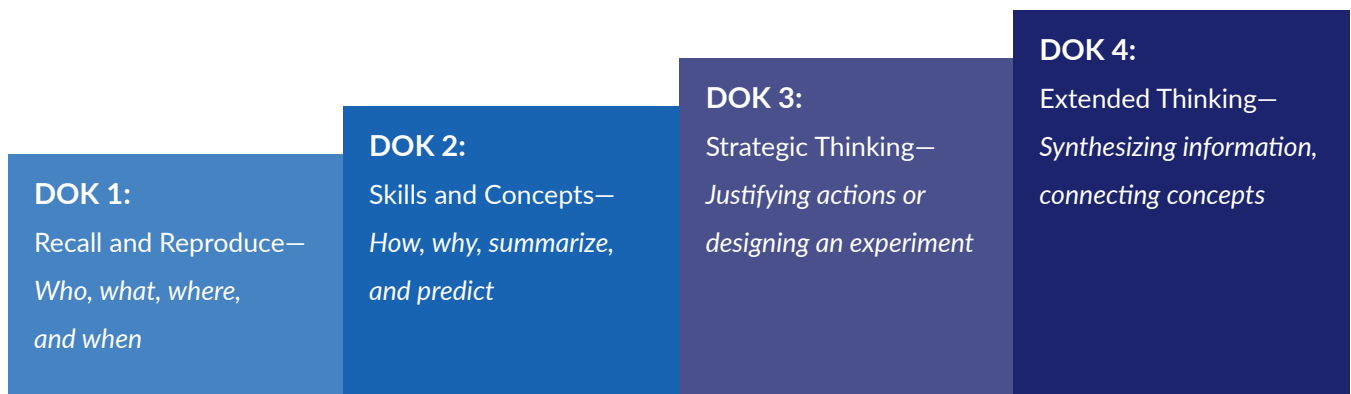 DOK 1:
Recall and Reproduce—
Who, what, where,
and when
DOK 2:
Skills and Concepts—
How, why, summarize,
and predict
DOK 3:
Strategic Thinking—
Justifying actions or
designing an experiment
DOK 4:
Extended Thinking—
Synthesizing information,
connecting concepts